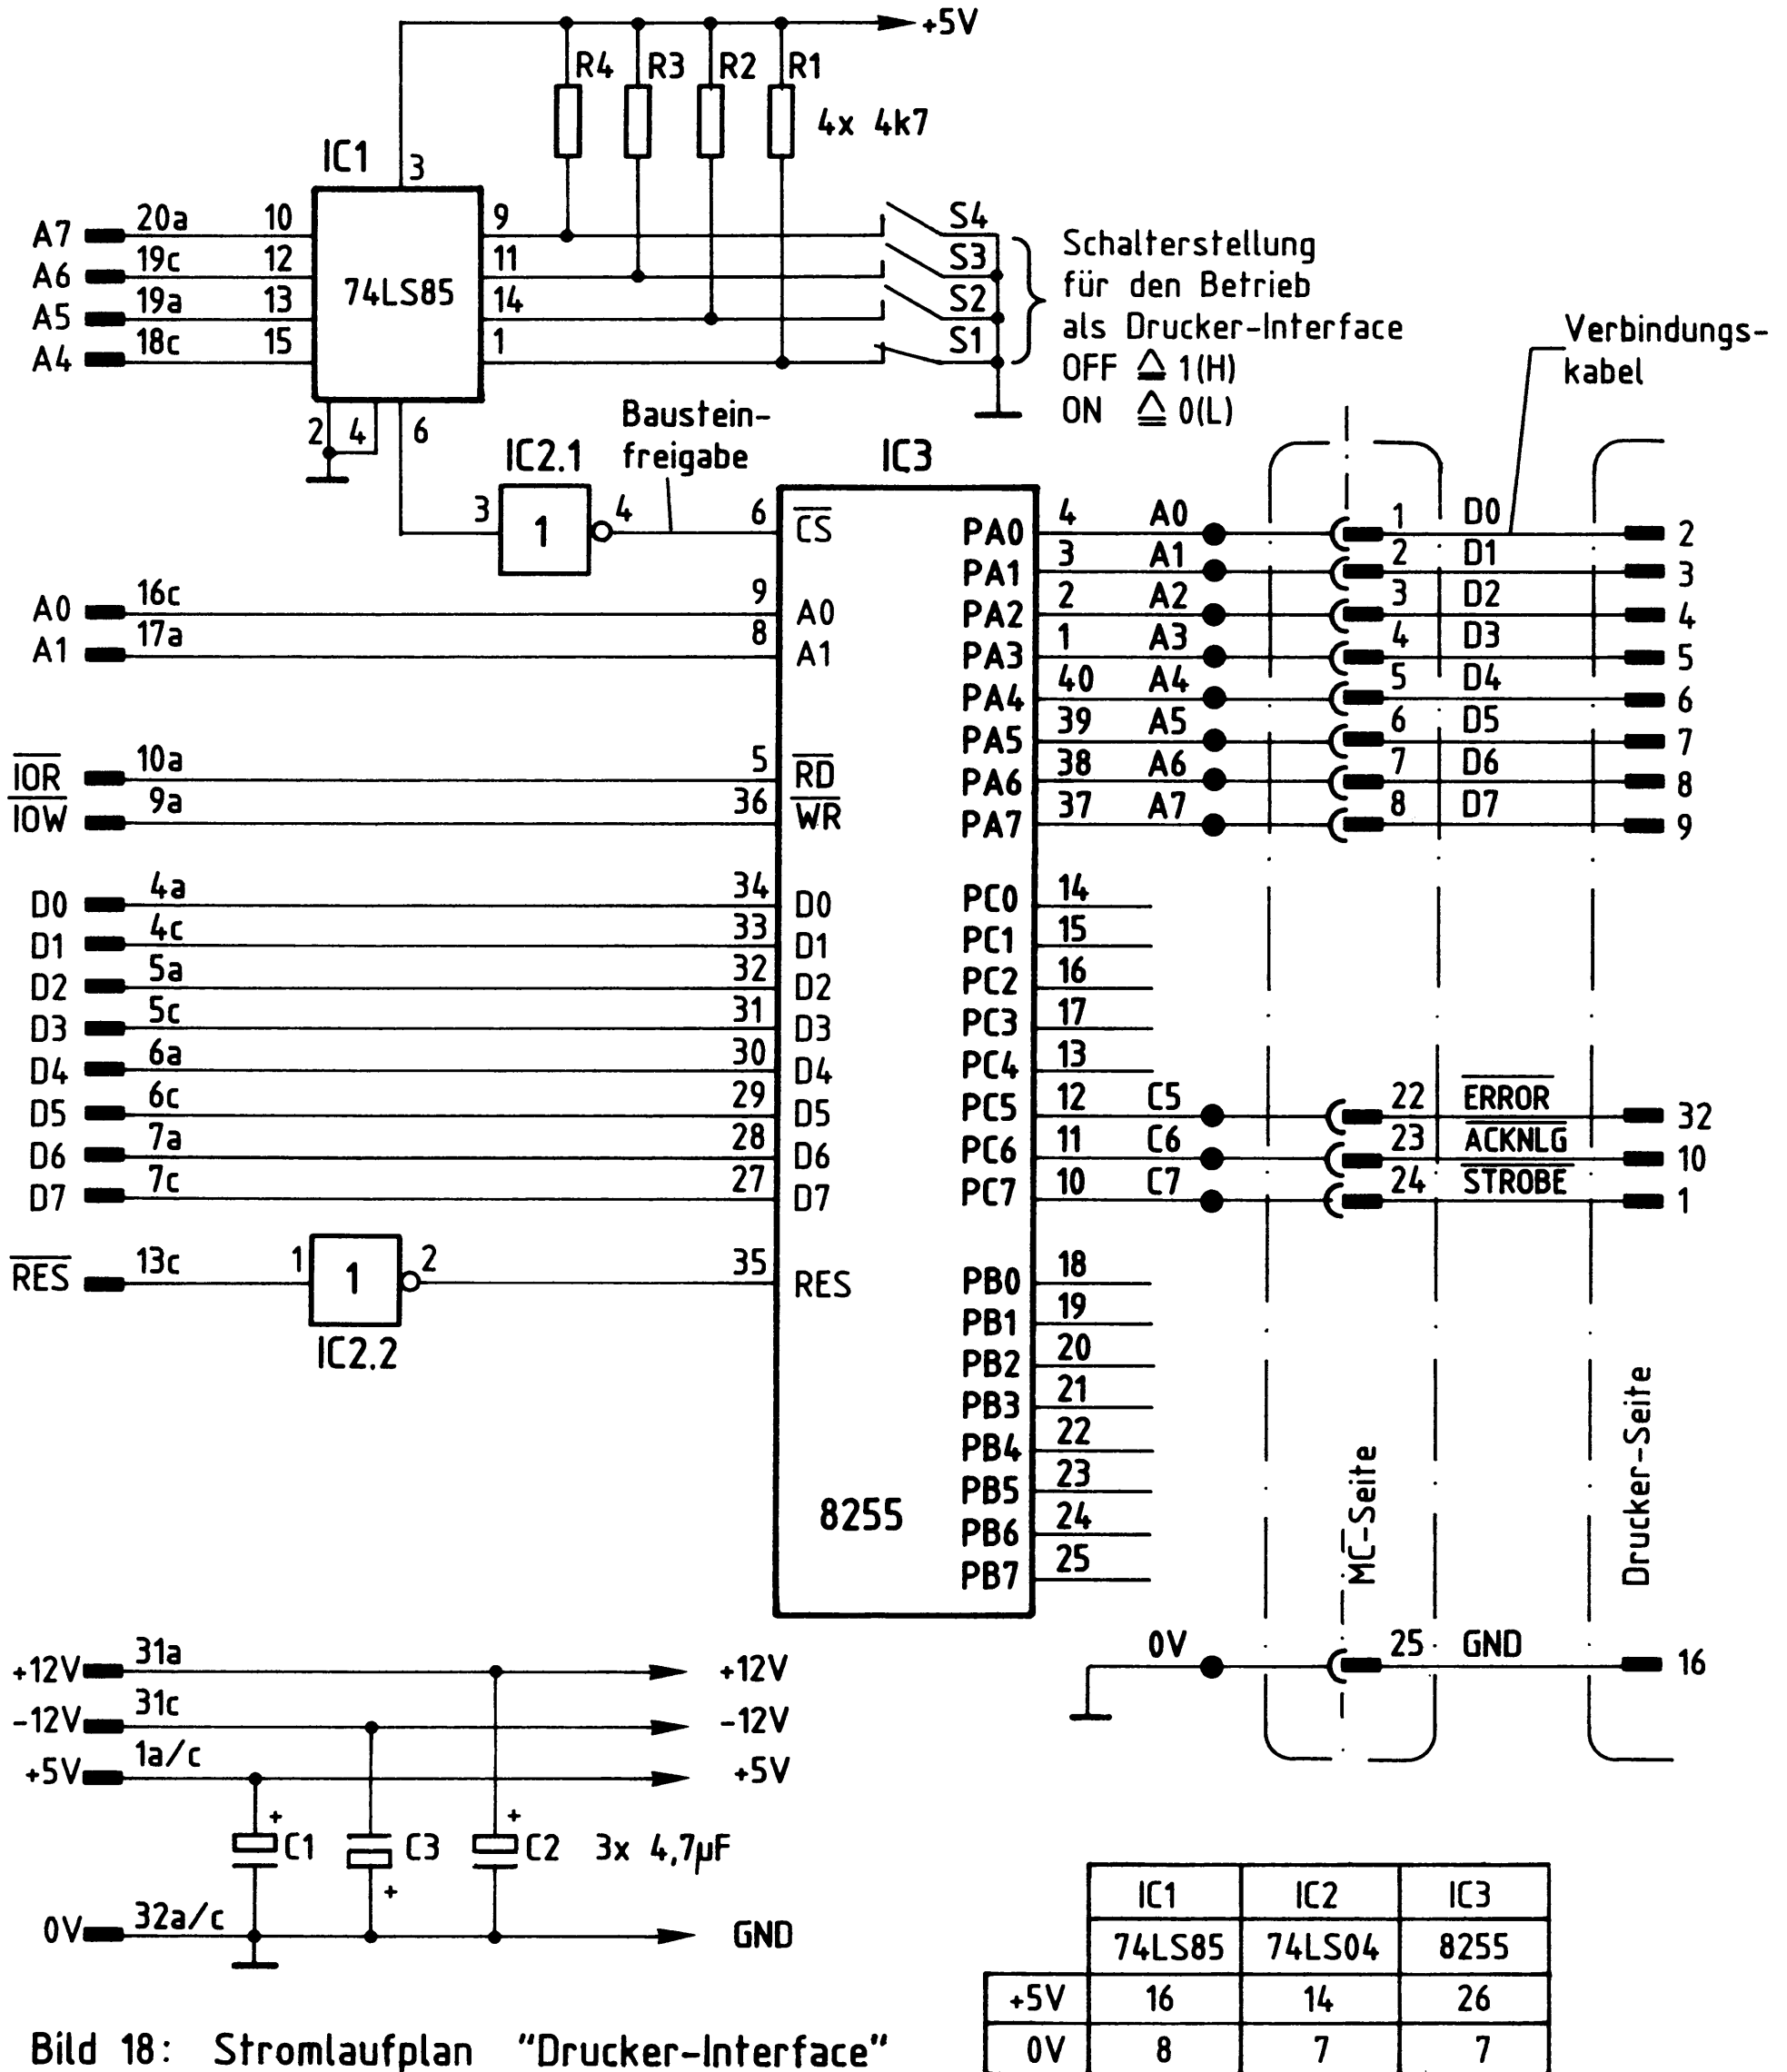 +5V
R4 R3 R2 R1
4x 4k7
IC1
3
A7 20a 10 9 S4
A6 19c 12 11 S3
A5 19a 13 14 S2
A4 18c 15 1 S1
74LS85
2 4 6
Schalterstellung
für den Betrieb
als Drucker-Interface
OFF ≙ 1(H)
ON ≙ 0(L)
Verbindungs-
kabel
Baustein-
freigabe
IC2.1
3 1 4
IC3
6 C̅S̅
A0 16c 9 A0
A1 17a 8 A1
I̅O̅R̅ 10a 5 R̅D̅
I̅O̅W̅ 9a 36 W̅R̅
D0 4a 34 D0
D1 4c 33 D1
D2 5a 32 D2
D3 5c 31 D3
D4 6a 30 D4
D5 6c 29 D5
D6 7a 28 D6
D7 7c 27 D7
R̅E̅S̅ 13c 1 1 2 35 RES
IC2.2
8255
PA0 4 A0 1 D0 2
PA1 3 A1 2 D1 3
PA2 2 A2 3 D2 4
PA3 1 A3 4 D3 5
PA4 40 A4 5 D4 6
PA5 39 A5 6 D5 7
PA6 38 A6 7 D6 8
PA7 37 A7 8 D7 9
PC0 14
PC1 15
PC2 16
PC3 17
PC4 13
PC5 12 C5 22 E̅R̅R̅O̅R̅ 32
PC6 11 C6 23 A̅C̅K̅N̅L̅G̅ 10
PC7 10 C7 24 S̅T̅R̅O̅B̅E̅ 1
PB0 18
PB1 19
PB2 20
PB3 21
PB4 22
PB5 23
PB6 24
PB7 25
MC-Seite
Drucker-Seite
0V 25 GND 16
+12V 31a +12V
-12V 31c -12V
+5V 1a/c +5V
+ C1 C3 + + C2 3x 4,7µF
0V 32a/c GND
IC1 IC2 IC3
74LS85 74LS04 8255
+5V 16 14 26
0V 8 7 7
Bild 18: Stromlaufplan "Drucker-Interface"